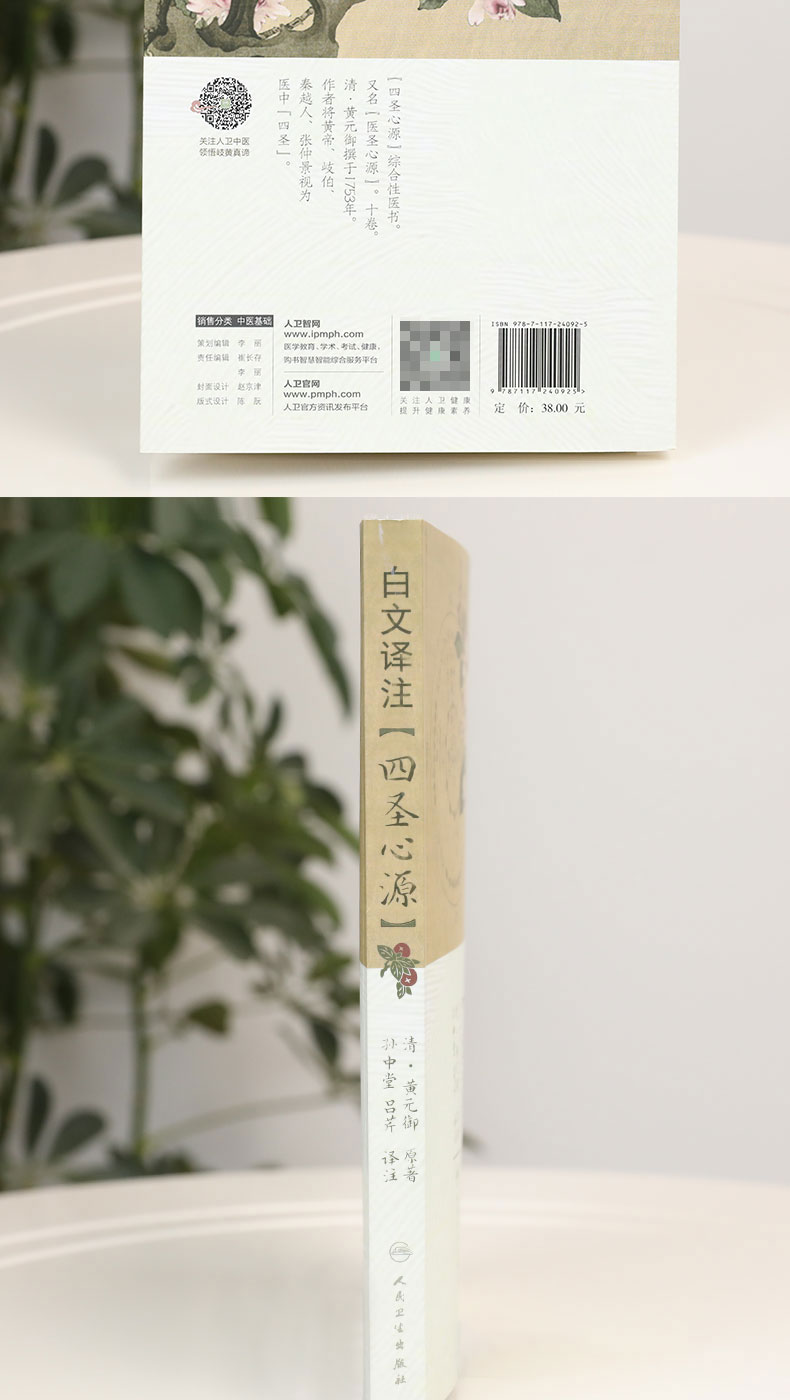 【四圣心源】综合性医书。
又名【医圣心源】。十卷。
清·黄元御撰于1753年。
作者将黄帝、岐伯、
秦越人、张仲景视为
医中「四圣」。
关注人卫中医
领悟岐黄真谛
销售分类 中医基础
策划编辑 李 丽
责任编辑 崔长存
李 丽
封面设计 赵京津
版式设计 陈 阮
人卫智网
www.ipmph.com
医学教育、学术、考试、健康,
购书智慧智能综合服务平台
人卫官网
www.pmph.com
人卫官方资讯发布平台
关注人卫健康
提升健康素养
ISBN 978-7-117-24092-5
9 787117 240925 >
定 价: 38.00 元
白文译注【四圣心源】
清·黄元御 原著
孙中堂 吕芹 译注
人民卫生出版社